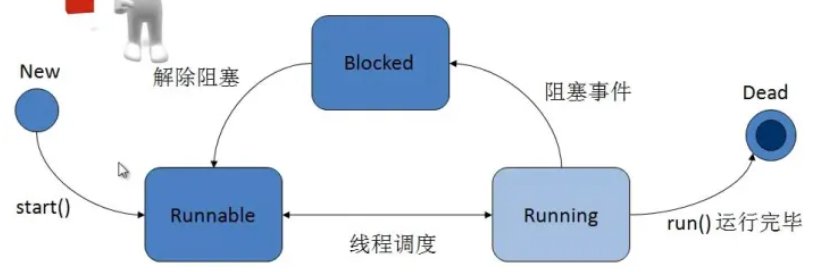 New
解除阻塞
Blocked
阻塞事件
Dead
start()
Runnable
线程调度
Running
run() 运行完毕